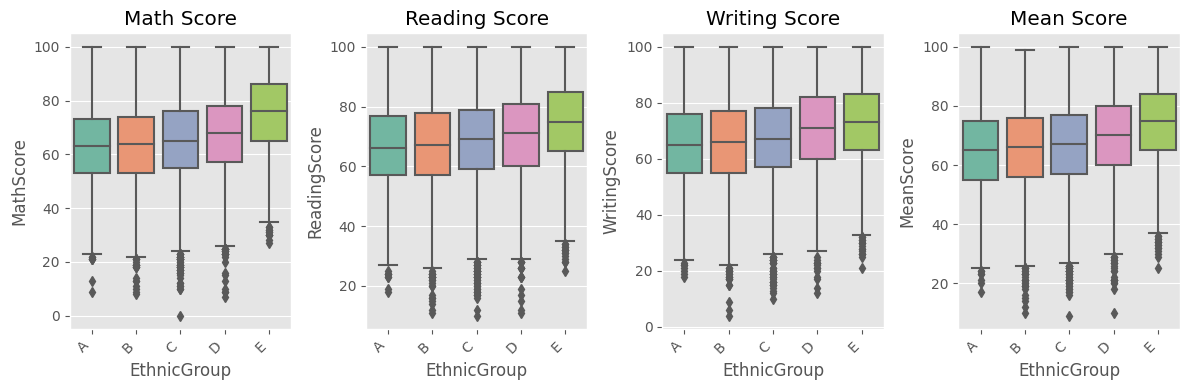 Math Score
MathScore
100
80
60
40
20
0
A
B
C
D
E
EthnicGroup
Reading Score
ReadingScore
100
80
60
40
20
A
B
C
D
E
EthnicGroup
Writing Score
WritingScore
100
80
60
40
20
0
A
B
C
D
E
EthnicGroup
Mean Score
MeanScore
100
80
60
40
20
A
B
C
D
E
EthnicGroup